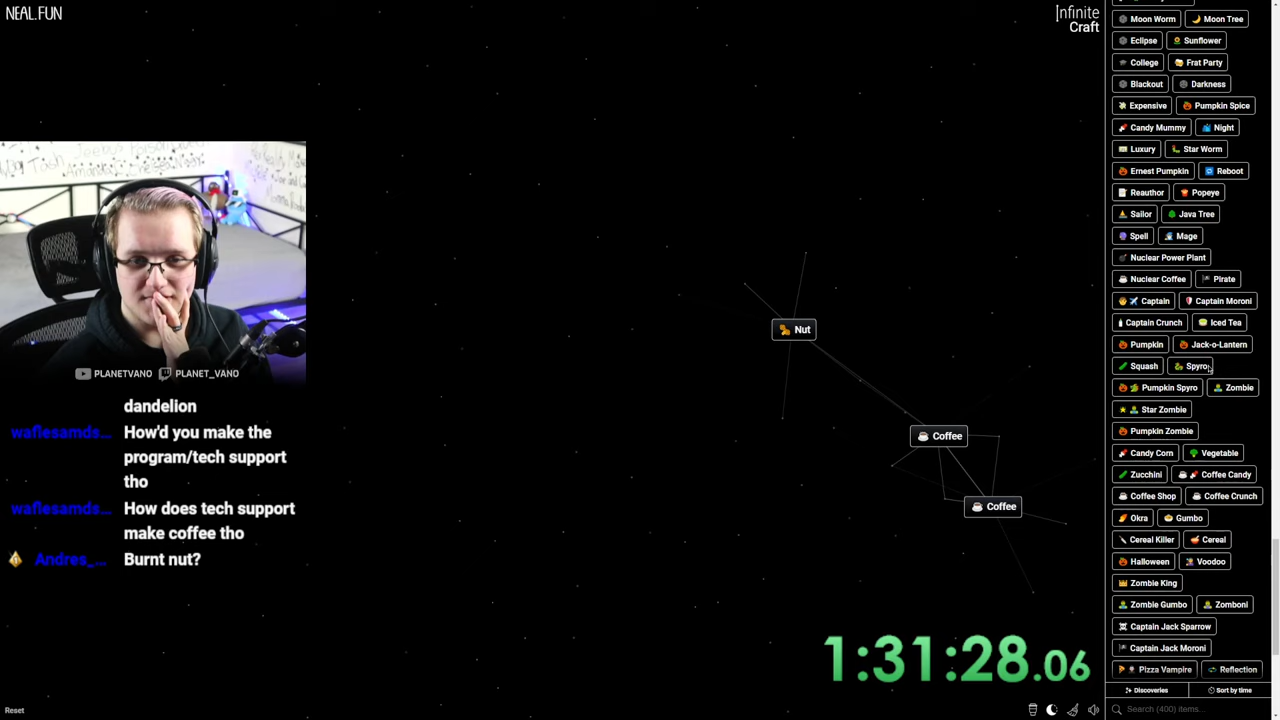 NEAL.FUN
Infinite
Craft
Moon Worm Moon Tree
Eclipse Sunflower
College Frat Party
Blackout Darkness
Expensive Pumpkin Spice
Candy Mummy Night
Luxury Star Worm
Ernest Pumpkin Reboot
Reauthor Popeye
Sailor Java Tree
Spell Mage
Nuclear Power Plant
Nuclear Coffee Pirate
Captain Captain Moroni
Captain Crunch Iced Tea
Pumpkin Jack-o-Lantern
Squash Spyro
Pumpkin Spyro Zombie
Star Zombie
Pumpkin Zombie
Candy Corn Vegetable
Zucchini Coffee Candy
Coffee Shop Coffee Crunch
Okra Gumbo
Cereal Killer Cereal
Halloween Voodoo
Zombie King
Zombie Gumbo Zomboni
Captain Jack Sparrow
Captain Jack Moroni
Pizza Vampire Reflection
Discoveries Sort by time
Search (400) items...
Nut
Coffee
Coffee
PLANETVANO PLANET_VANO
dandelion
waflesamds... How'd you make the
program/tech support
tho
waflesamds... How does tech support
make coffee tho
Andres_... Burnt nut?
1:31:28.06
Reset